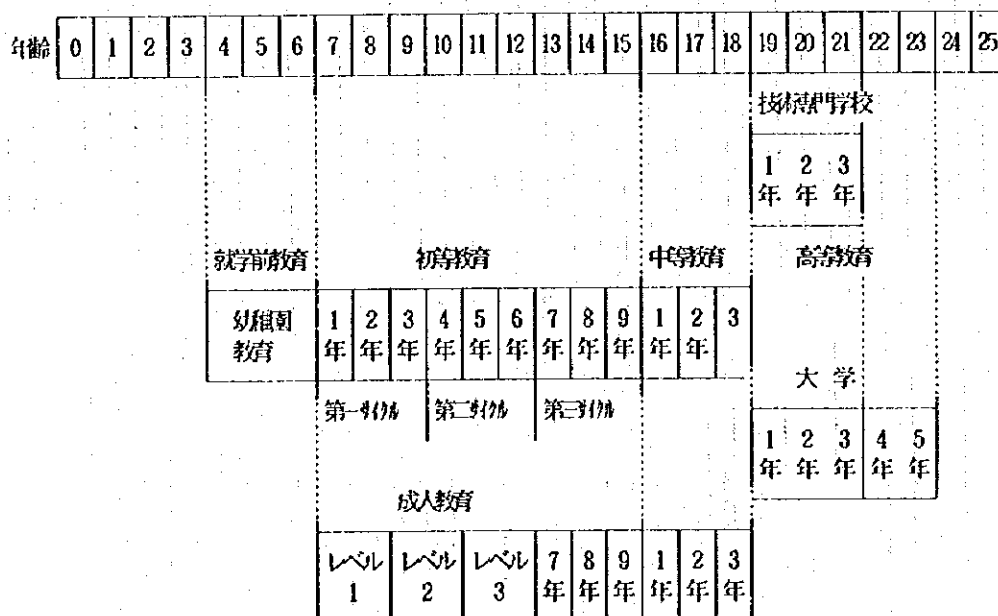 年齢 0 1 2 3 4 5 6 7 8 9 10 11 12 13 14 15 16 17 18 19 20 21 22 23 24 25
技術専門学校
1 2 3
年 年 年
就学前教育 初等教育 中等教育 高等教育
幼稚園 1 2 3 4 5 6 7 8 9 1 2 3
教育 年 年 年 年 年 年 年 年 年 年 年
大学
第一サイクル 第二サイクル 第三サイクル
1 2 3 4 5
年 年 年 年 年
成人教育
レベル レベル レベル 7 8 9 1 2 3
1 2 3 年 年 年 年 年 年